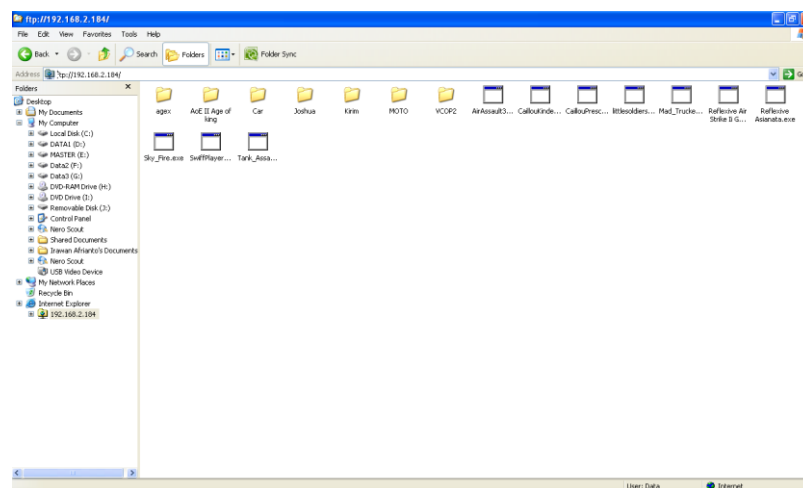 ftp://192.168.2.184/
File Edit View Favorites Tools Help
Back Search Folders Folder Sync
Address ftp://192.168.2.184/
Folders
Desktop
My Documents
My Computer
Local Disk (C:)
DATA1 (D:)
MASTER (E:)
Data2 (F:)
Data3 (G:)
DVD-RAM Drive (H:)
DVD Drive (I:)
Removable Disk (J:)
Control Panel
Nero Scout
Shared Documents
Irawan Afrianto's Documents
Nero Scout
USB Video Device
My Network Places
Recycle Bin
Internet Explorer
192.168.2.184
agex AoE II Age of Car Joshua Kirim MOTO VCOP2 AirAssault3... CaillouKinde... CaillouPresc... littlesoldiers... Mad_Trucke... Reflexive Air Reflexive
king Strike II G... Asianata.exe
Sky_Fire.exe SwiffPlayer... Tank_Assa...
User: Data Internet